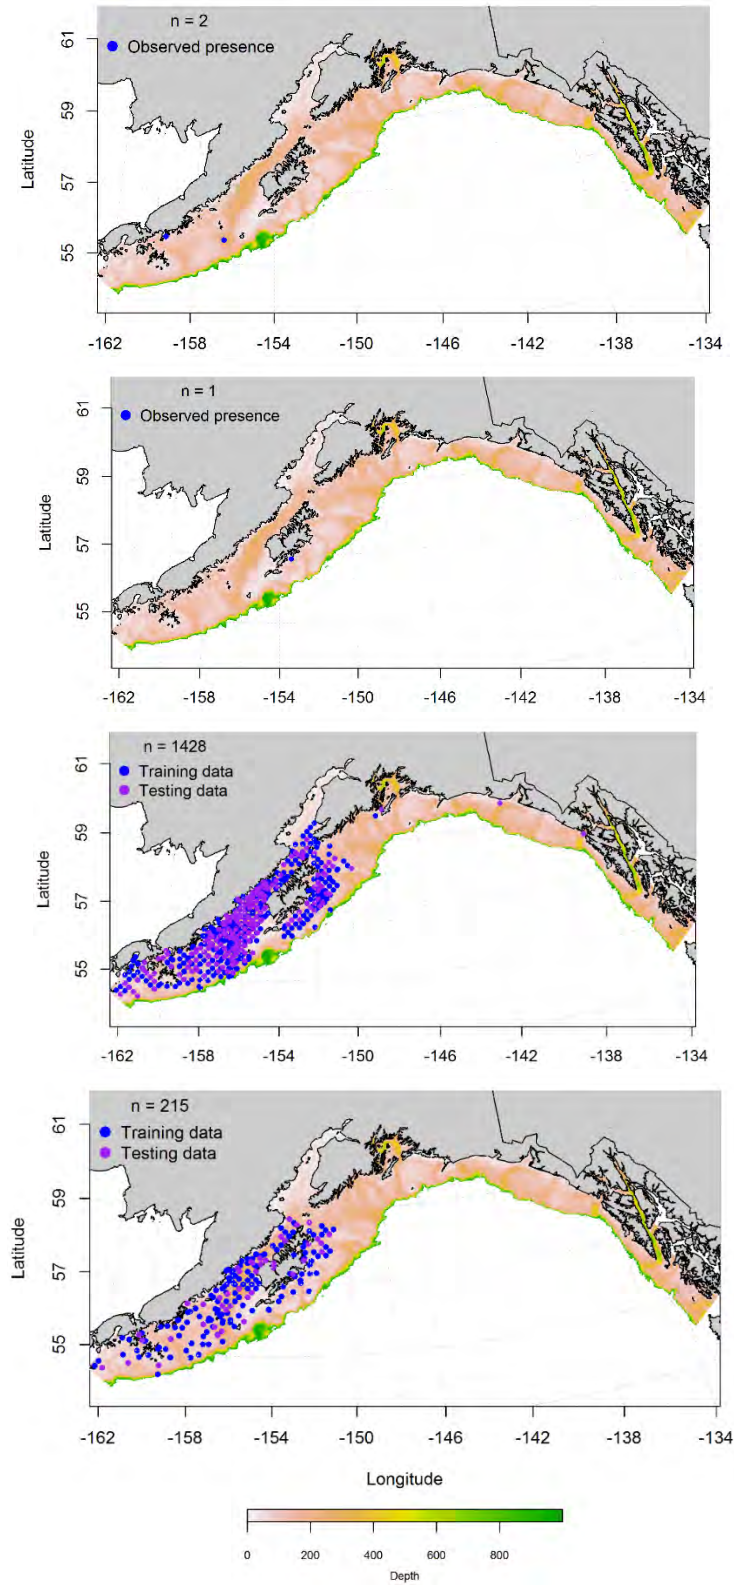 n = 2
Observed presence
61
59
57
55
Latitude
-162 -158 -154 -150 -146 -142 -138 -134
n = 1
Observed presence
61
59
57
55
Latitude
-162 -158 -154 -150 -146 -142 -138 -134
n = 1428
Training data
Testing data
61
59
57
55
Latitude
-162 -158 -154 -150 -146 -142 -138 -134
n = 215
Training data
Testing data
61
59
57
55
Latitude
-162 -158 -154 -150 -146 -142 -138 -134
Longitude
0 200 400 600 800
Depth